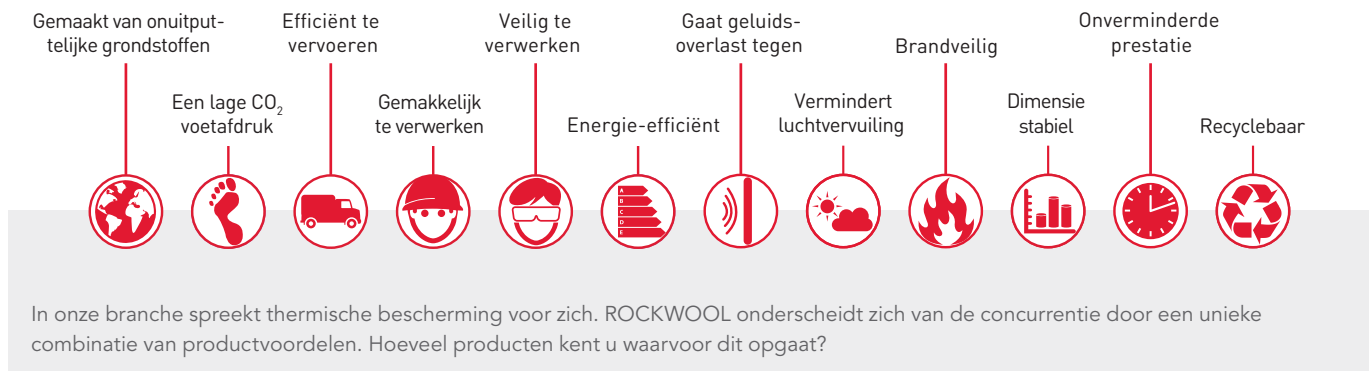 Gemaakt van onuitput-
telijke grondstoffen
Een lage CO₂
voetafdruk
Efficiënt te
vervoeren
Gemakkelijk
te verwerken
Veilig te
verwerken
Energie-efficiënt
Gaat geluids-
overlast tegen
Vermindert
luchtvervuiling
Brandveilig
Dimensie
stabiel
Onverminderde
prestatie
Recyclebaar
A
B
C
D
E
In onze branche spreekt thermische bescherming voor zich. ROCKWOOL onderscheidt zich van de concurrentie door een unieke
combinatie van productvoordelen. Hoeveel producten kent u waarvoor dit opgaat?